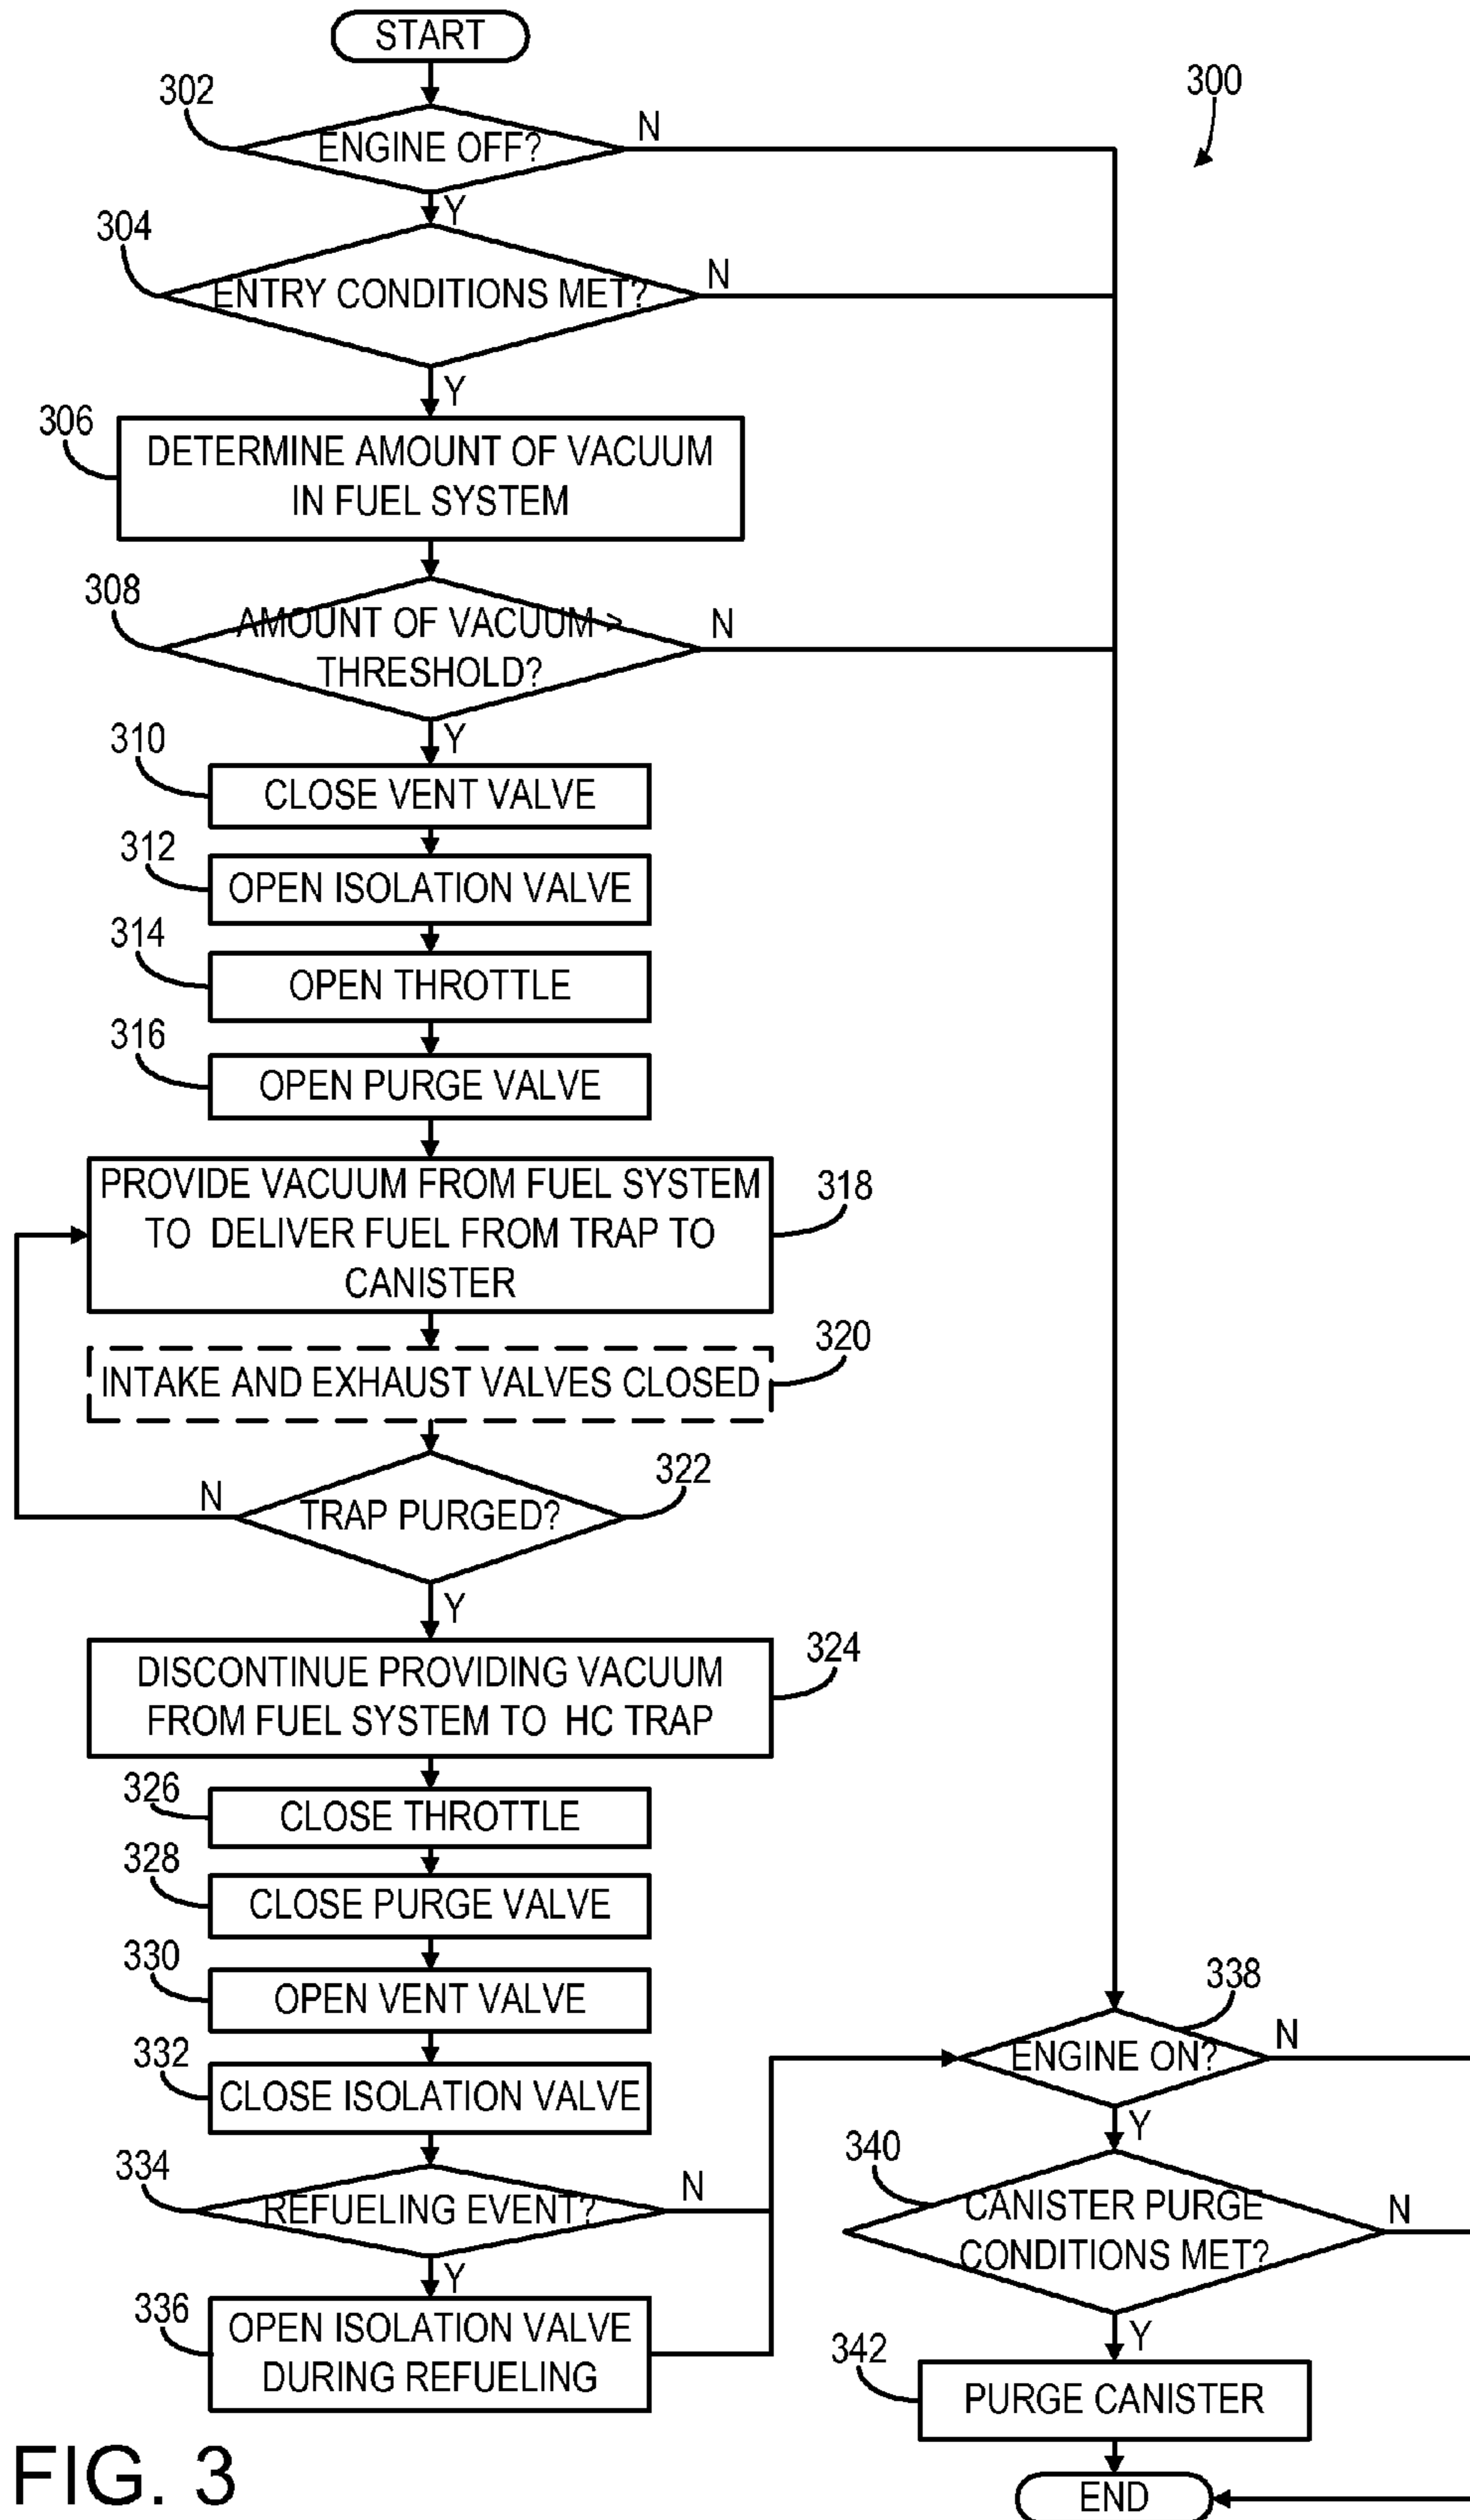 START
300
302
ENGINE OFF?
N
Y
304
ENTRY CONDITIONS MET?
N
Y
306
DETERMINE AMOUNT OF VACUUM
IN FUEL SYSTEM
308
AMOUNT OF VACUUM >
THRESHOLD?
N
Y
310
CLOSE VENT VALVE
312
OPEN ISOLATION VALVE
314
OPEN THROTTLE
316
OPEN PURGE VALVE
PROVIDE VACUUM FROM FUEL SYSTEM
TO DELIVER FUEL FROM TRAP TO
CANISTER
318
INTAKE AND EXHAUST VALVES CLOSED
320
TRAP PURGED?
322
N
Y
DISCONTINUE PROVIDING VACUUM
FROM FUEL SYSTEM TO HC TRAP
324
326
CLOSE THROTTLE
328
CLOSE PURGE VALVE
330
OPEN VENT VALVE
332
CLOSE ISOLATION VALVE
334
REFUELING EVENT?
N
Y
336
OPEN ISOLATION VALVE
DURING REFUELING
338
ENGINE ON?
N
Y
340
CANISTER PURGE
CONDITIONS MET?
N
Y
342
PURGE CANISTER
END
FIG. 3